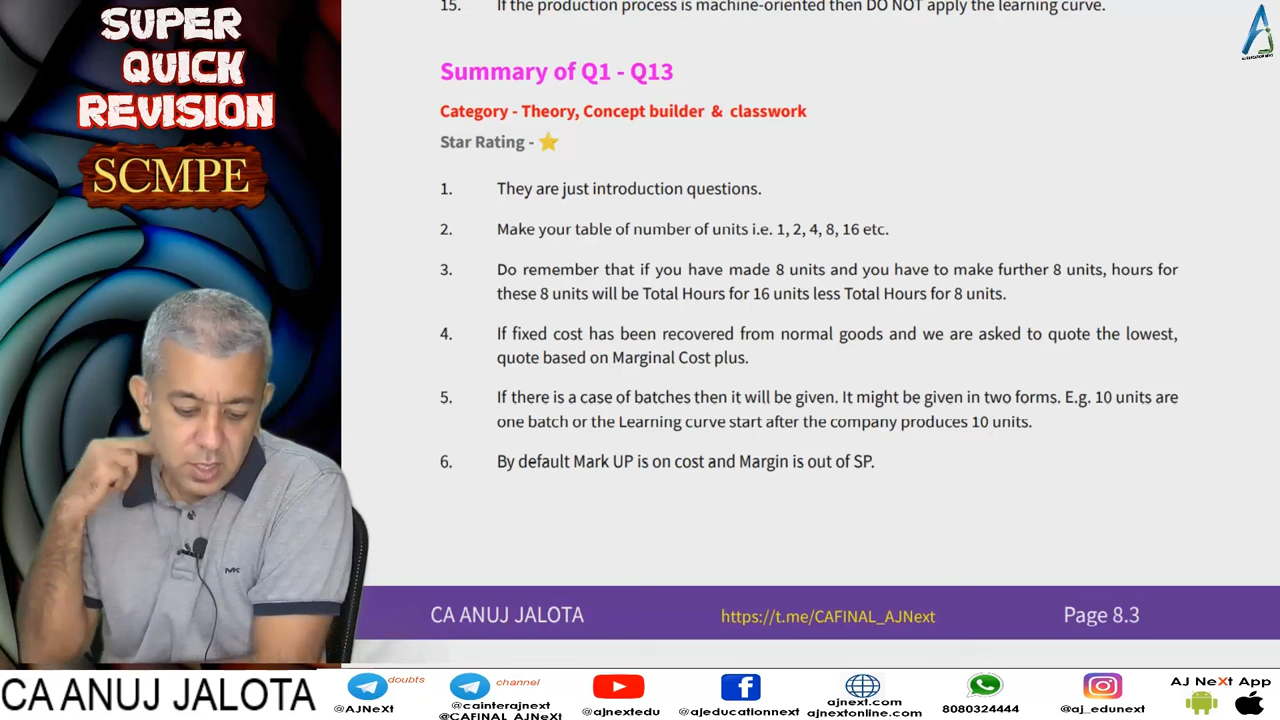 SUPER
QUICK
REVISION
SCMPE
15. If the production process is machine-oriented then DO NOT apply the learning curve.
Summary of Q1 - Q13
Category - Theory, Concept builder & classwork
Star Rating - ⭐
1. They are just introduction questions.
2. Make your table of number of units i.e. 1, 2, 4, 8, 16 etc.
3. Do remember that if you have made 8 units and you have to make further 8 units, hours for
these 8 units will be Total Hours for 16 units less Total Hours for 8 units.
4. If fixed cost has been recovered from normal goods and we are asked to quote the lowest,
quote based on Marginal Cost plus.
5. If there is a case of batches then it will be given. It might be given in two forms. E.g. 10 units are
one batch or the Learning curve start after the company produces 10 units.
6. By default Mark UP is on cost and Margin is out of SP.
MK
CA ANUJ JALOTA
https://t.me/CAFINAL_AJNext
Page 8.3
CA ANUJ JALOTA
doubts
@AJNeXt
channel
@cainterajnext
@CAFINAL_AJNeXt
@ajnextedu
@ajeducationnext
ajnext.com
ajnextonline.com
8080324444
@aj_edunext
AJ NeXt App